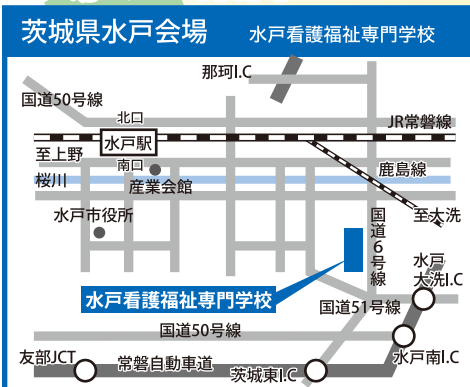 茨城県水戸会場 水戸看護福祉専門学校
那珂I.C
国道50号線
北口
JR常磐線
水戸駅
至上野
南口
鹿島線
桜川
産業会館
水戸市役所
国道6号線
至大洗
水戸大洗I.C
水戸看護福祉専門学校
国道51号線
国道50号線
友部JCT
常磐自動車道
茨城東I.C
水戸南I.C